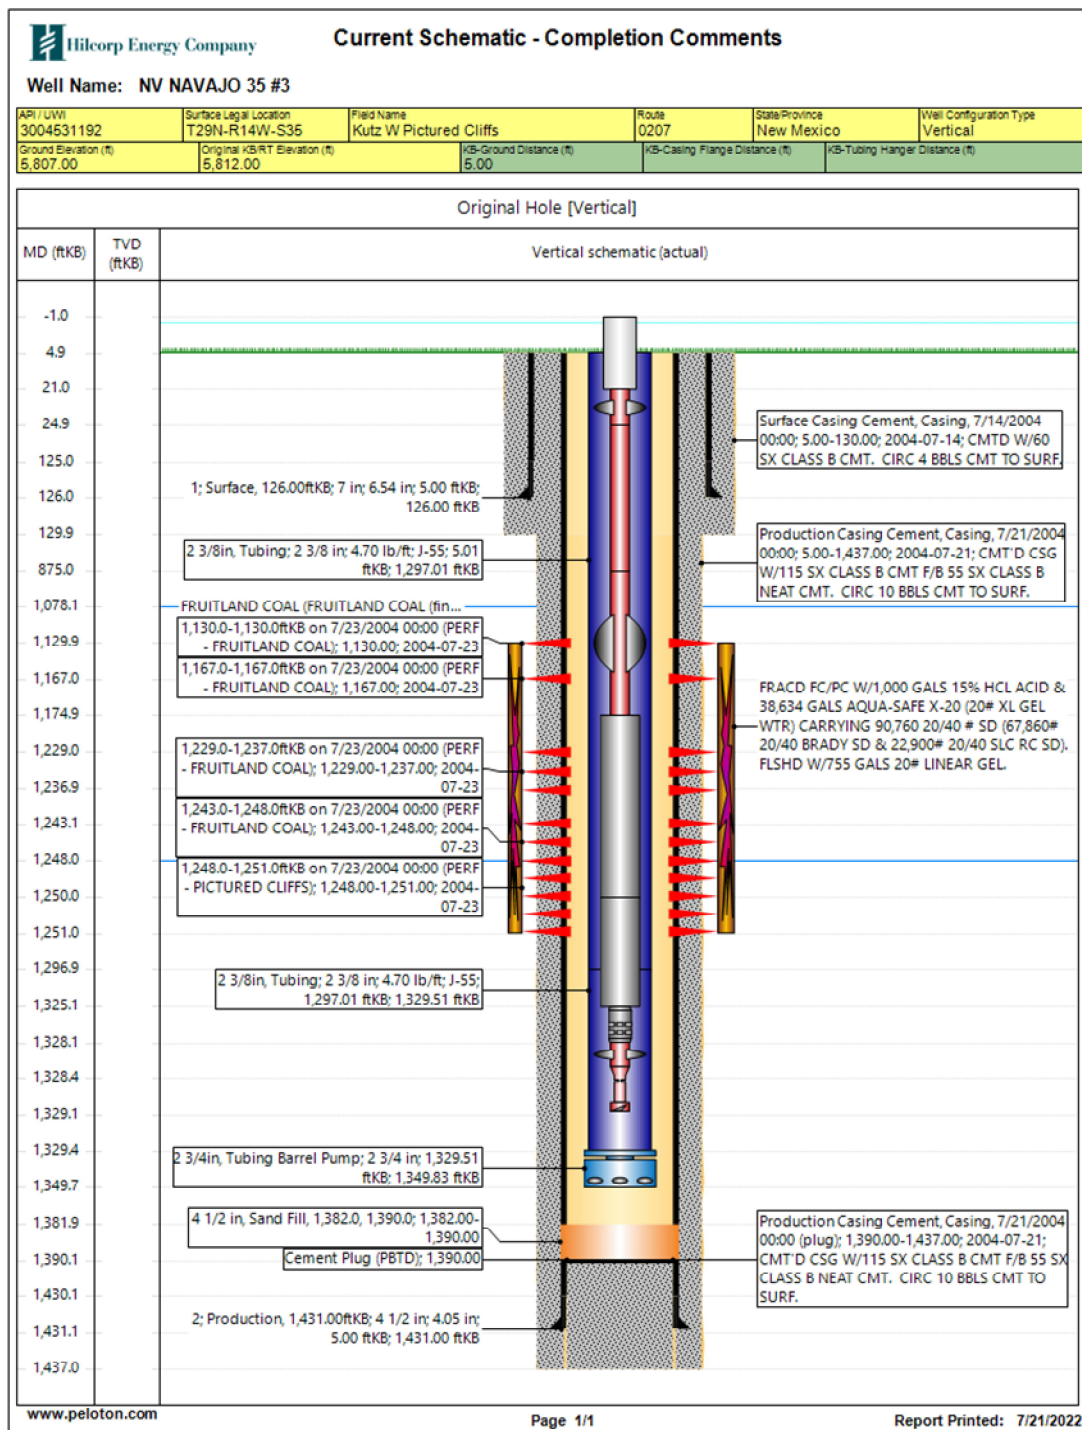 Hilcorp Energy Company
Current Schematic - Completion Comments
Well Name: NV NAVAJO 35 #3
API / UWI
3004531192
Surface Legal Location
T29N-R14W-S35
Field Name
Kutz W Pictured Cliffs
Route
0207
State/Province
New Mexico
Well Configuration Type
Vertical
Ground Elevation (ft)
5,807.00
Original KB/RT Elevation (ft)
5,812.00
KB-Ground Distance (ft)
5.00
KB-Casing Flange Distance (ft)
KB-Tubing Hanger Distance (ft)
Original Hole [Vertical]
MD (ftKB)
TVD
(ftKB)
Vertical schematic (actual)
-1.0
4.9
21.0
24.9
125.0
126.0
129.9
875.0
1,078.1
1,129.9
1,167.0
1,174.9
1,229.0
1,236.9
1,243.1
1,248.0
1,250.0
1,251.0
1,296.9
1,325.1
1,328.1
1,328.4
1,329.1
1,329.4
1,349.7
1,381.9
1,390.1
1,430.1
1,431.1
1,437.0
1; Surface, 126.00ftKB; 7 in; 6.54 in; 5.00 ftKB;
126.00 ftKB
2 3/8in, Tubing; 2 3/8 in; 4.70 lb/ft; J-55; 5.01
ftKB; 1,297.01 ftKB
FRUITLAND COAL (FRUITLAND COAL (fin...
1,130.0-1,130.0ftKB on 7/23/2004 00:00 (PERF
- FRUITLAND COAL); 1,130.00; 2004-07-23
1,167.0-1,167.0ftKB on 7/23/2004 00:00 (PERF
- FRUITLAND COAL); 1,167.00; 2004-07-23
1,229.0-1,237.0ftKB on 7/23/2004 00:00 (PERF
- FRUITLAND COAL); 1,229.00-1,237.00; 2004-
07-23
1,243.0-1,248.0ftKB on 7/23/2004 00:00 (PERF
- FRUITLAND COAL); 1,243.00-1,248.00; 2004-
07-23
1,248.0-1,251.0ftKB on 7/23/2004 00:00 (PERF
- PICTURED CLIFFS); 1,248.00-1,251.00; 2004-
07-23
2 3/8in, Tubing; 2 3/8 in; 4.70 lb/ft; J-55;
1,297.01 ftKB; 1,329.51 ftKB
2 3/4in, Tubing Barrel Pump; 2 3/4 in; 1,329.51
ftKB; 1,349.83 ftKB
4 1/2 in, Sand Fill, 1,382.0, 1,390.0; 1,382.00-
1,390.00
Cement Plug (PBTD); 1,390.00
2; Production, 1,431.00ftKB; 4 1/2 in; 4.05 in;
5.00 ftKB; 1,431.00 ftKB
Surface Casing Cement, Casing, 7/14/2004
00:00; 5.00-130.00; 2004-07-14; CMTD W/60
SX CLASS B CMT. CIRC 4 BBLS CMT TO SURF.
Production Casing Cement, Casing, 7/21/2004
00:00; 5.00-1,437.00; 2004-07-21; CMT'D CSG
W/115 SX CLASS B CMT F/B 55 SX CLASS B
NEAT CMT. CIRC 10 BBLS CMT TO SURF.
FRACD FC/PC W/1,000 GALS 15% HCL ACID &
38,634 GALS AQUA-SAFE X-20 (20# XL GEL
WTR) CARRYING 90,760 20/40 # SD (67,860#
20/40 BRADY SD & 22,900# 20/40 SLC RC SD).
FLSHD W/755 GALS 20# LINEAR GEL.
Production Casing Cement, Casing, 7/21/2004
00:00 (plug); 1,390.00-1,437.00; 2004-07-21;
CMT'D CSG W/115 SX CLASS B CMT F/B 55 SX
CLASS B NEAT CMT. CIRC 10 BBLS CMT TO
SURF.
www.peloton.com
Page 1/1
Report Printed: 7/21/2022